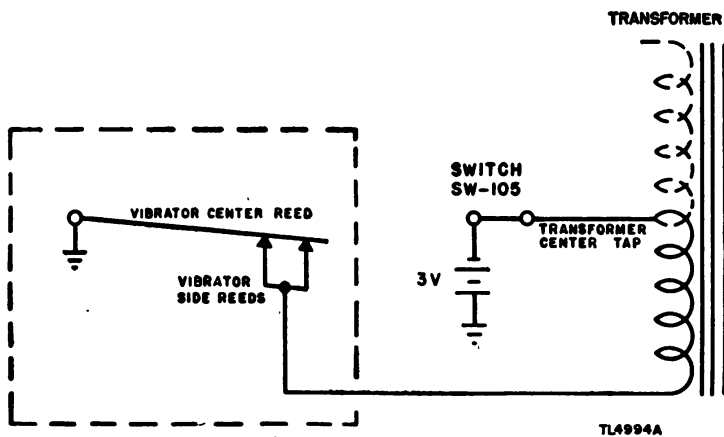 TRANSFORMER
SWITCH
SW-105
VIBRATOR CENTER REED
TRANSFORMER
CENTER TAP
VIBRATOR
SIDE REEDS
3V
TL4994A